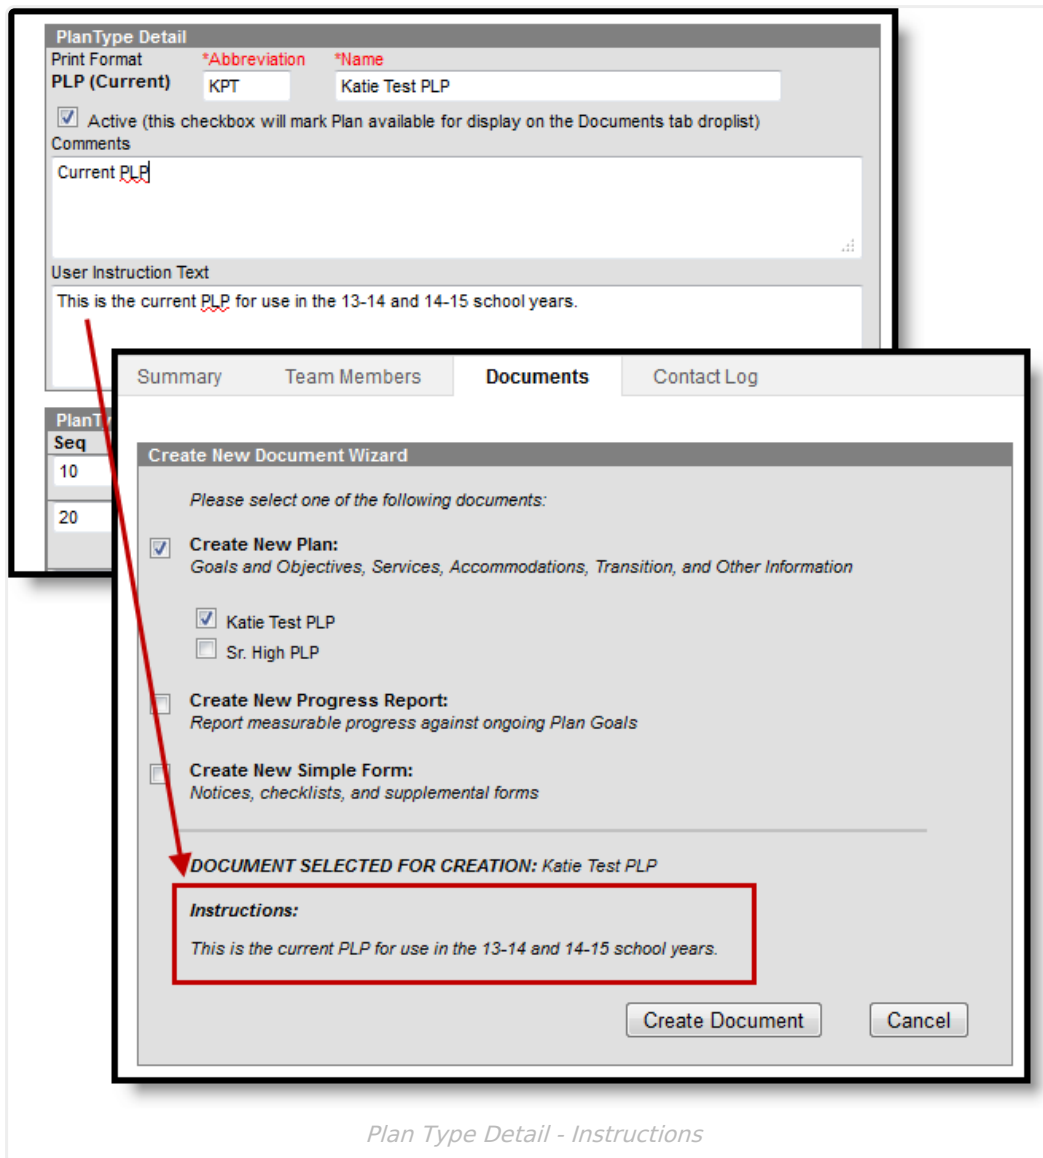 PlanType Detail
Print Format *Abbreviation *Name
PLP (Current) KPT Katie Test PLP
Active (this checkbox will mark Plan available for display on the Documents tab droplist)
Comments
Current PLP
User Instruction Text
This is the current PLP for use in the 13-14 and 14-15 school years.
PlanTy
Seq
10
20
Summary Team Members Documents Contact Log
Create New Document Wizard
Please select one of the following documents:
Create New Plan:
Goals and Objectives, Services, Accommodations, Transition, and Other Information
Katie Test PLP
Sr. High PLP
Create New Progress Report:
Report measurable progress against ongoing Plan Goals
Create New Simple Form:
Notices, checklists, and supplemental forms
DOCUMENT SELECTED FOR CREATION: Katie Test PLP
Instructions:
This is the current PLP for use in the 13-14 and 14-15 school years.
Create Document Cancel
Plan Type Detail - Instructions